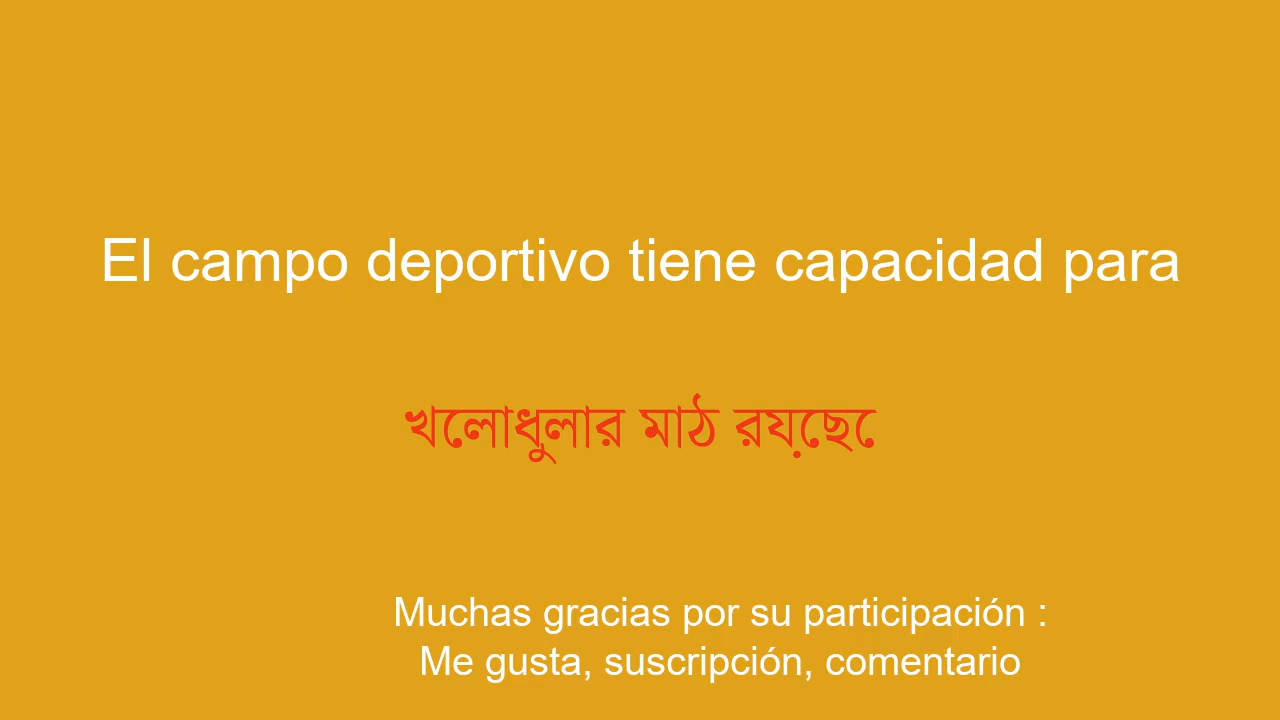 El campo deportivo tiene capacidad para
খেলোধুলার মাঠ রয়েছে
Muchas gracias por su participación :
Me gusta, suscripción, comentario